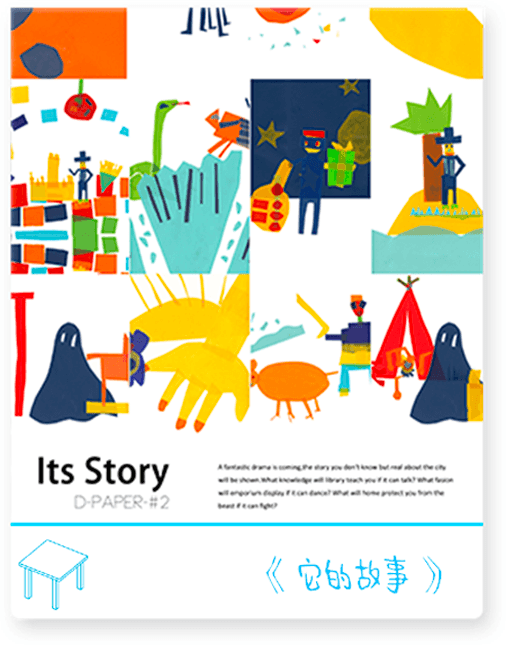 Its Story
D-PAPER-#2
A fantastic drama is coming,the story you don't know but real about the city
will be shown.What knowledge will library teach you if it can talk? What fasion
will emporium display if it can dance? What will home protect you from the
beast if it can fight?
《 它的故事 》